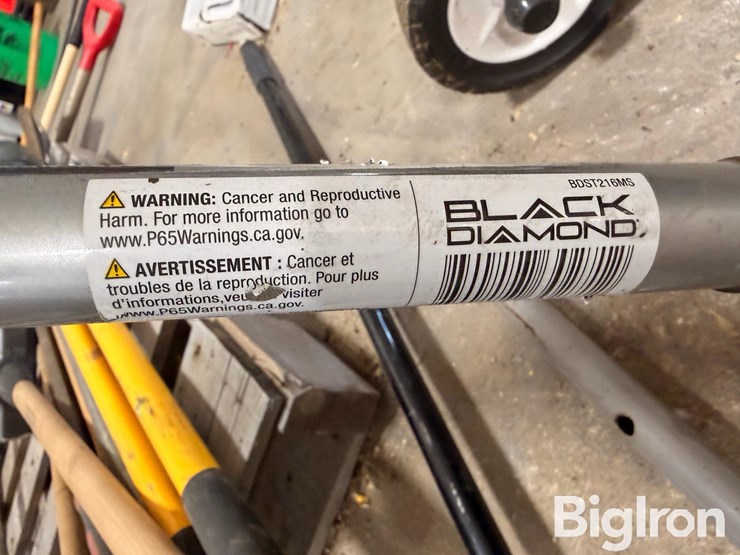 WARNING: Cancer and Reproductive
Harm. For more information go to
www.P65Warnings.ca.gov.
AVERTISSEMENT : Cancer et
troubles de la reproduction. Pour plus
d'informations, visiter
www.P65Warnings.ca.gov.
BDST216MS
BLACK
DIAMOND
BigIron